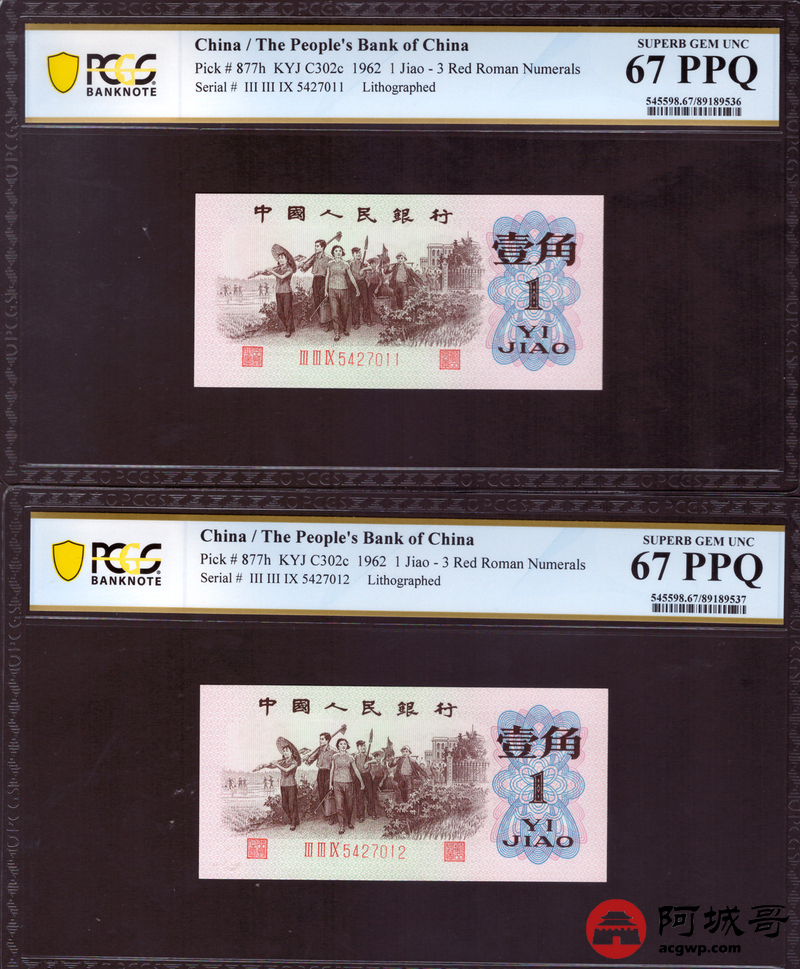 PCGS
BANKNOTE
China / The People's Bank of China
Pick # 877h KYJ C302c 1962 1 Jiao - 3 Red Roman Numerals
Serial # III III IX 5427011 Lithographed
SUPERB GEM UNC
67 PPQ
545598.67/89189536
中國人民銀行
壹角
1
YI
JIAO
III III IX 5427011
PCGS
BANKNOTE
China / The People's Bank of China
Pick # 877h KYJ C302c 1962 1 Jiao - 3 Red Roman Numerals
Serial # III III IX 5427012 Lithographed
SUPERB GEM UNC
67 PPQ
545598.67/89189537
中國人民銀行
壹角
1
YI
JIAO
III III IX 5427012
阿城哥
acgwp.com